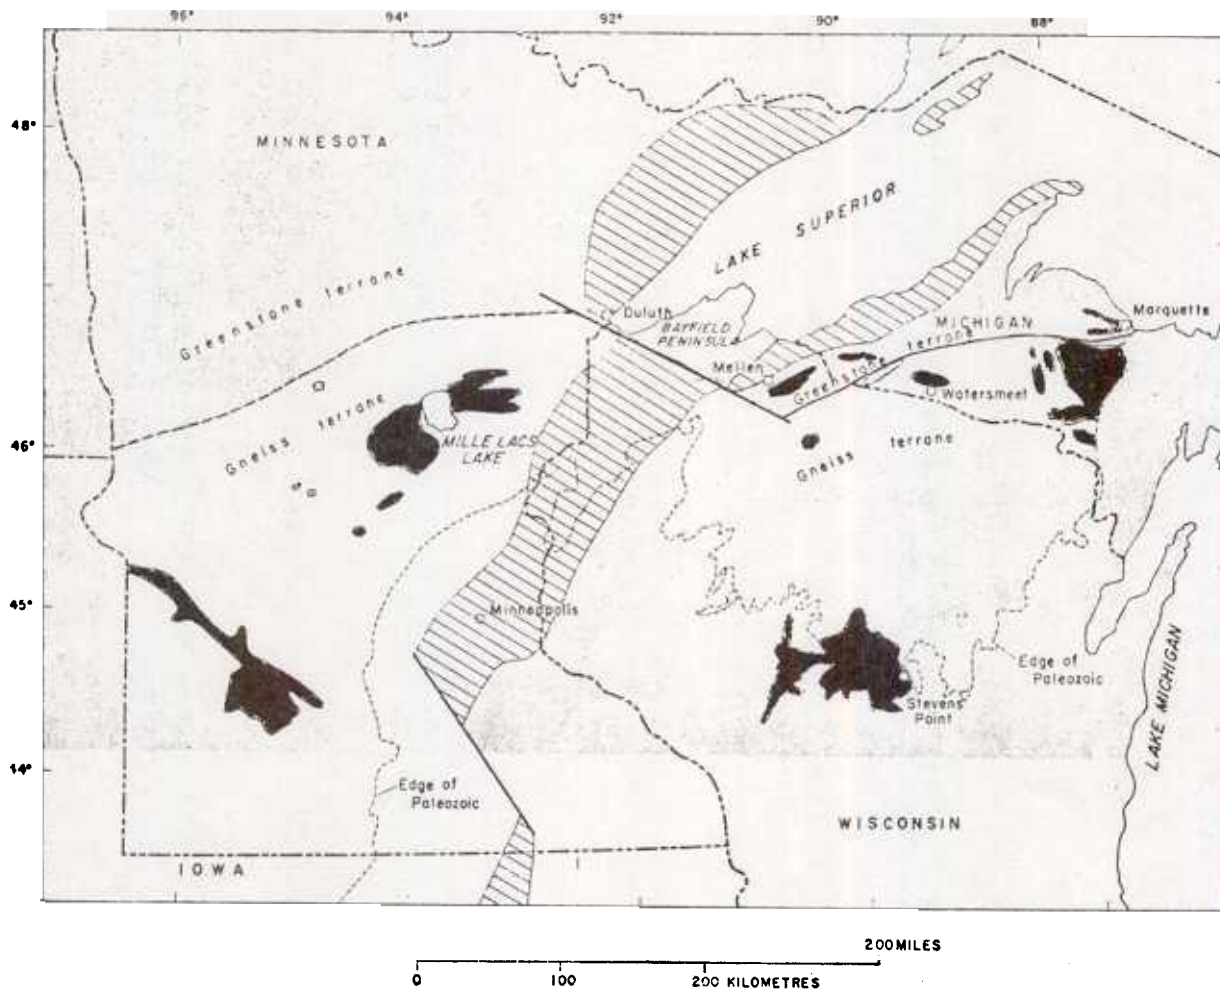 96° 94° 92° 90° 88°
48°
MINNESOTA
LAKE SUPERIOR
Greenstone terrane
Duluth
BAYFIELD
PENINSULA
MICHIGAN
Marquette
Mellen
Greenstone terrane
Watersmeet
Gneiss terrane
46°
MILLE LACS
LAKE
Gneiss terrane
45°
Minneapolis
Edge of
Paleozoic
Stevens
Point
LAKE MICHIGAN
44°
Edge of
Paleozoic
WISCONSIN
IOWA
200 MILES
0 100 200 KILOMETRES